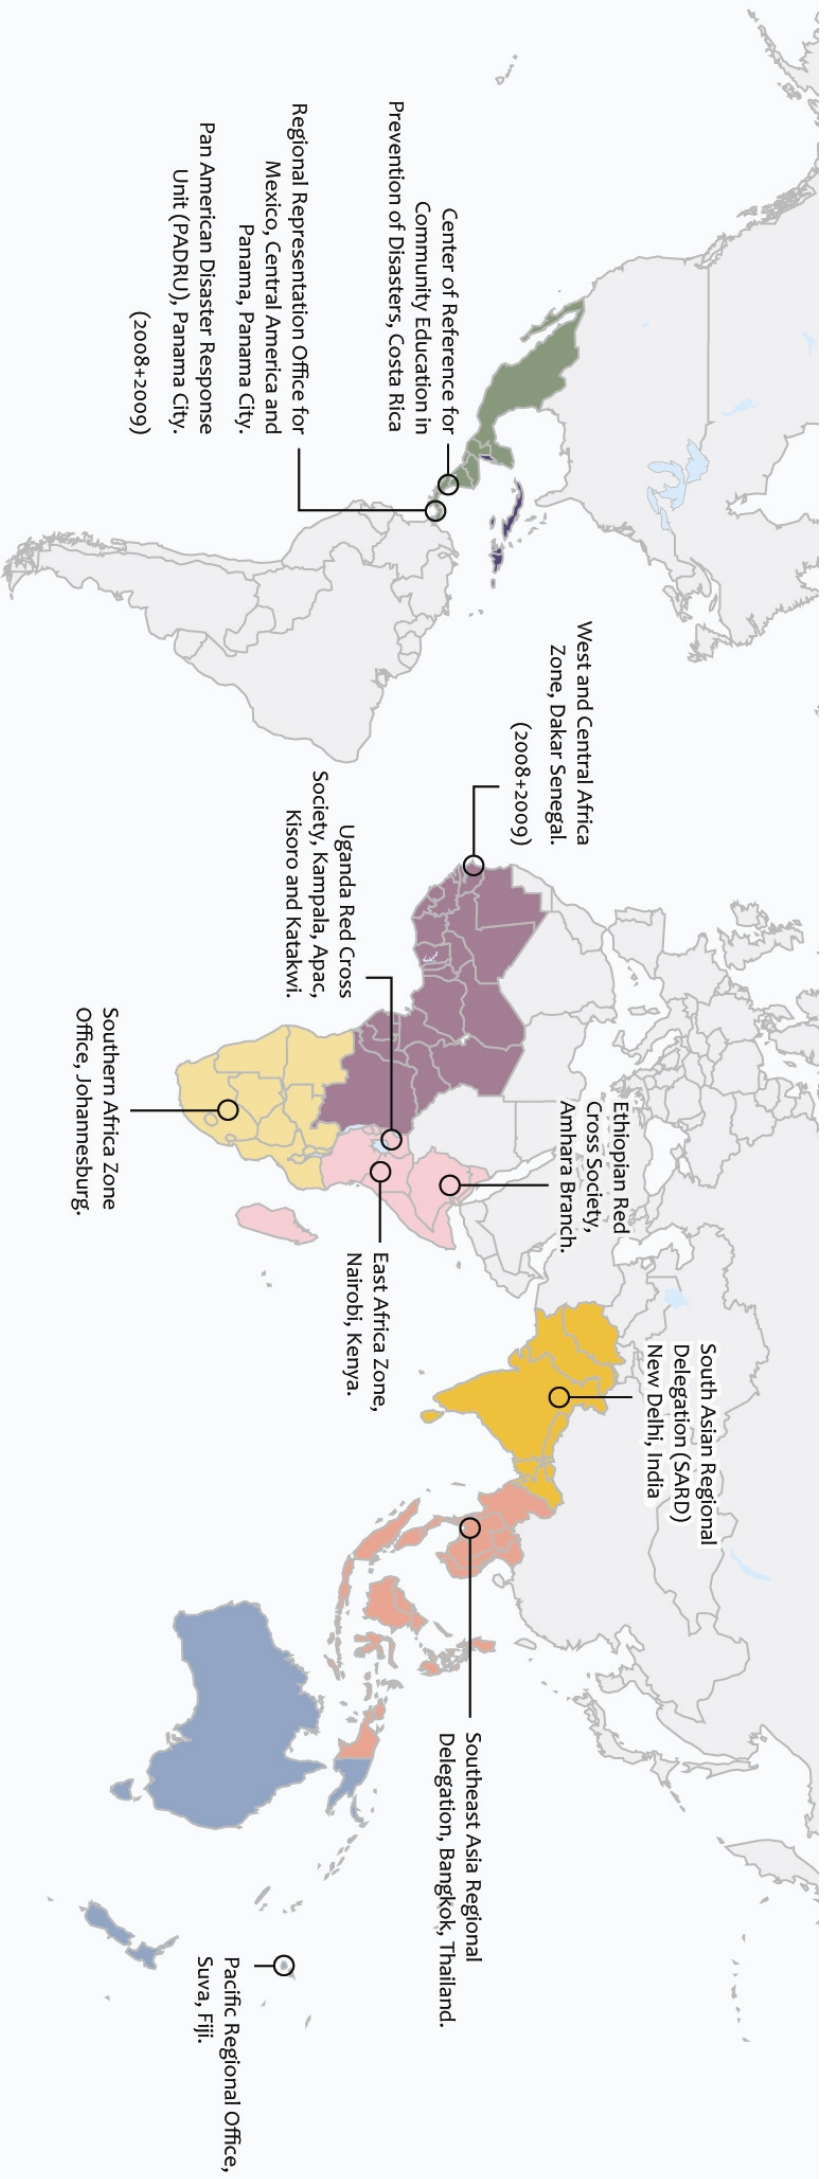 Center of Reference for
Community Education in
Prevention of Disasters, Costa Rica
Regional Representation Office for
Mexico, Central America and
Panama, Panama City.
Pan American Disaster Response
Unit (PADRU), Panama City.
(2008+2009)
West and Central Africa
Zone, Dakar Senegal.
(2008+2009)
Uganda Red Cross
Society, Kampala, Apac,
Kisoro and Katakwi.
Southern Africa Zone
Office, Johannesburg.
Ethiopian Red
Cross Society,
Amhara Branch.
East Africa Zone,
Nairobi, Kenya.
South Asian Regional
Delegation (SARD)
New Delhi, India
Southeast Asia Regional
Delegation, Bangkok, Thailand.
Pacific Regional Office,
Suva, Fiji.